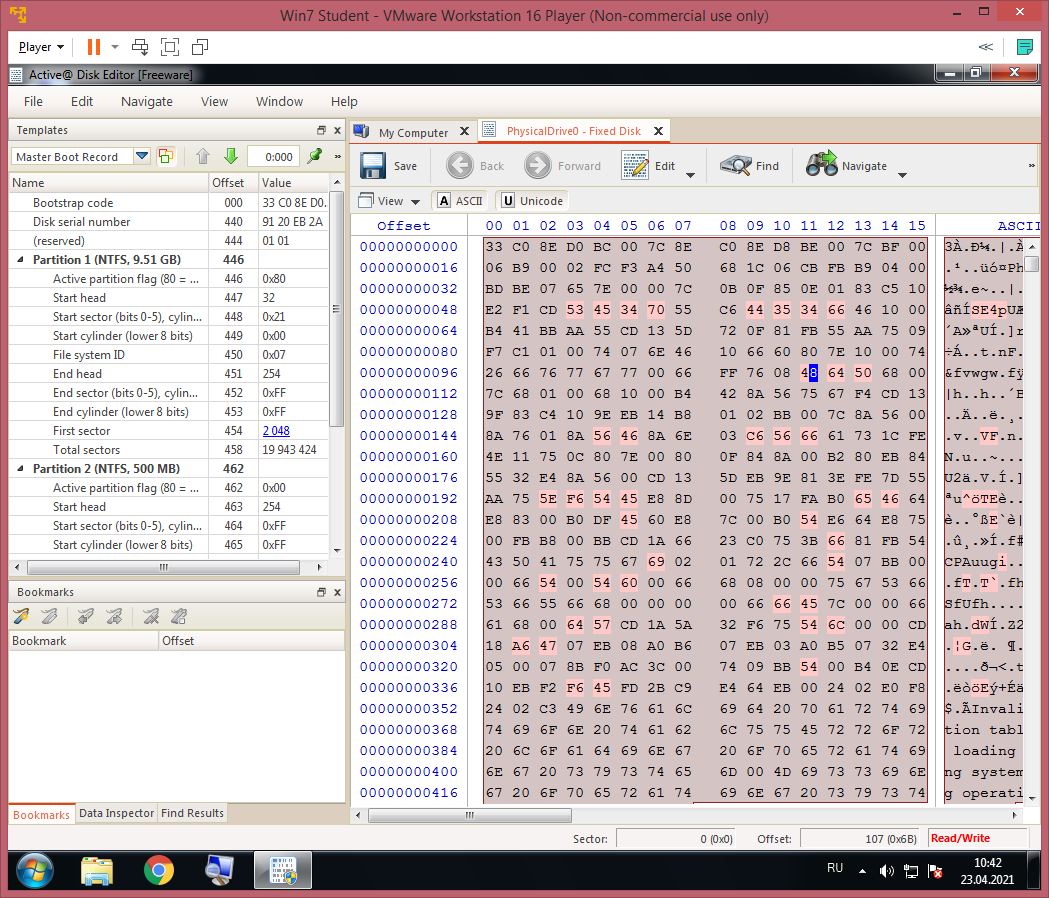 Win7 Student - VMware Workstation 16 Player (Non-commercial use only)
Player
Active@ Disk Editor [Freeware]
File Edit Navigate View Window Help
Templates
Master Boot Record 0:000 »
Name Offset Value
Bootstrap code 000 33 C0 8E D0.
Disk serial number 440 91 20 EB 2A
(reserved) 444 01 01
Partition 1 (NTFS, 9.51 GB) 446
Active partition flag (80 = ... 446 0x80
Start head 447 32
Start sector (bits 0-5), cylin... 448 0x21
Start cylinder (lower 8 bits) 449 0x00
File system ID 450 0x07
End head 451 254
End sector (bits 0-5), cylin... 452 0xFF
End cylinder (lower 8 bits) 453 0xFF
First sector 454 2 048
Total sectors 458 19 943 424
Partition 2 (NTFS, 500 MB) 462
Active partition flag (80 = ... 462 0x00
Start head 463 254
Start sector (bits 0-5), cylin... 464 0xFF
Start cylinder (lower 8 bits) 465 0xFF
Bookmarks
Bookmark Offset
Bookmarks Data Inspector Find Results
My Computer PhysicalDrive0 - Fixed Disk
Save Back Forward Edit Find Navigate »
View A ASCII U Unicode
Offset 00 01 02 03 04 05 06 07 08 09 10 11 12 13 14 15 ASCII
00000000000 33 C0 8E D0 BC 00 7C 8E C0 8E D8 BE 00 7C BF 00 3À.Ð¼.|.À
00000000016 06 B9 00 02 FC F3 A4 50 68 1C 06 CB FB B9 04 00 .¹..üó¤Ph
00000000032 BD BE 07 65 7E 00 00 7C 0B 0F 85 0E 01 83 C5 10 ½¾.e~..|.
00000000048 E2 F1 CD 53 45 34 70 55 C6 44 35 34 66 46 10 00 âñÍSE4pUÆ
00000000064 B4 41 BB AA 55 CD 13 5D 72 0F 81 FB 55 AA 75 09 ´A»ªUÍ.]r
00000000080 F7 C1 01 00 74 07 6E 46 10 66 60 80 7E 10 00 74 ÷Á..t.nF.
00000000096 26 66 76 77 67 77 00 66 FF 76 08 48 64 50 68 00 &fvwgw.fÿ
00000000112 7C 68 01 00 68 10 00 B4 42 8A 56 75 67 F4 CD 13 |h..h..´B
00000000128 9F 83 C4 10 9E EB 14 B8 01 02 BB 00 7C 8A 56 00 ..Ä..ë.¸.
00000000144 8A 76 01 8A 56 46 8A 6E 03 C6 56 66 61 73 1C FE .v..VF.n.
00000000160 4E 11 75 0C 80 7E 00 80 0F 84 8A 00 B2 80 EB 84 N.u..~...
00000000176 55 32 E4 8A 56 00 CD 13 5D EB 9E 81 3E FE 7D 55 U2ä.V.Í.]
00000000192 AA 75 5E F6 54 45 E8 8D 00 75 17 FA B0 65 46 64 ªu^öTEè..
00000000208 E8 83 00 B0 DF 45 60 E8 7C 00 B0 54 E6 64 E8 75 è..°ßE`è|
00000000224 00 FB B8 00 BB CD 1A 66 23 C0 75 3B 66 81 FB 54 .û¸.»Í.f#
00000000240 43 50 41 75 75 67 69 02 01 72 2C 66 54 07 BB 00 CPAuugi..
00000000256 00 66 54 00 54 60 00 66 68 08 00 00 75 67 53 66 .fT.T`.fh
00000000272 53 66 55 66 68 00 00 00 00 66 66 45 7C 00 00 66 SfUfh....
00000000288 61 68 00 64 57 CD 1A 5A 32 F6 75 54 6C 00 00 CD ah.dWÍ.Z2
00000000304 18 A6 47 07 EB 08 A0 B6 07 EB 03 A0 B5 07 32 E4 .¦G.ë. ¶.
00000000320 05 00 07 8B F0 AC 3C 00 74 09 BB 54 00 B4 0E CD ....ð¬<.t
00000000336 10 EB F2 F6 45 FD 2B C9 E4 64 EB 00 24 02 E0 F8 .ëòöEý+Éä
00000000352 24 02 C3 49 6E 76 61 6C 69 64 20 70 61 72 74 69 $.ÃInvali
00000000368 74 69 6F 6E 20 74 61 62 6C 75 75 45 72 72 6F 72 tion tabl
00000000384 20 6C 6F 61 64 69 6E 67 20 6F 70 65 72 61 74 69 loading
00000000400 6E 67 20 73 79 73 74 65 6D 00 4D 69 73 73 69 6E ng system
00000000416 67 20 6F 70 65 72 61 74 69 6E 67 20 73 79 73 74 g operati
Sector: 0 (0x0) Offset: 107 (0x6B) Read/Write
RU 10:42
23.04.2021